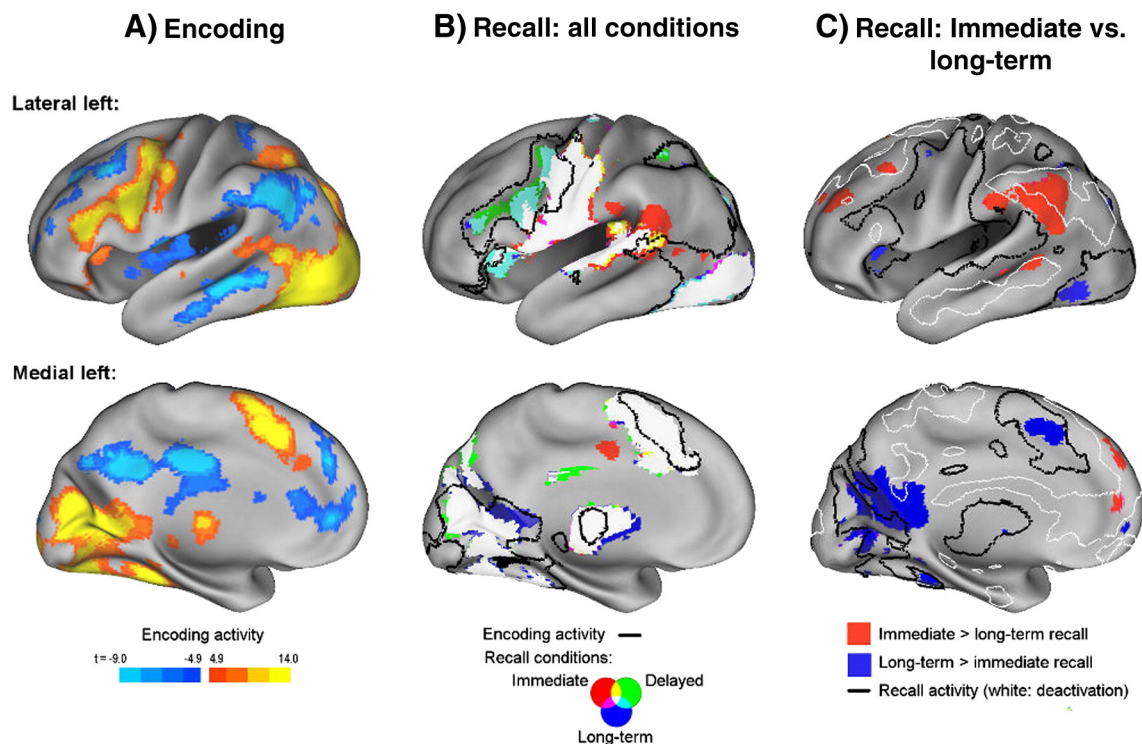 A) Encoding
B) Recall: all conditions
C) Recall: Immediate vs.
long-term
Lateral left:
Medial left:
Encoding activity
t = -9.0 -4.9 4.9 14.0
Encoding activity
Recall conditions:
Immediate Delayed
Long-term
Immediate > long-term recall
Long-term > immediate recall
Recall activity (white: deactivation)